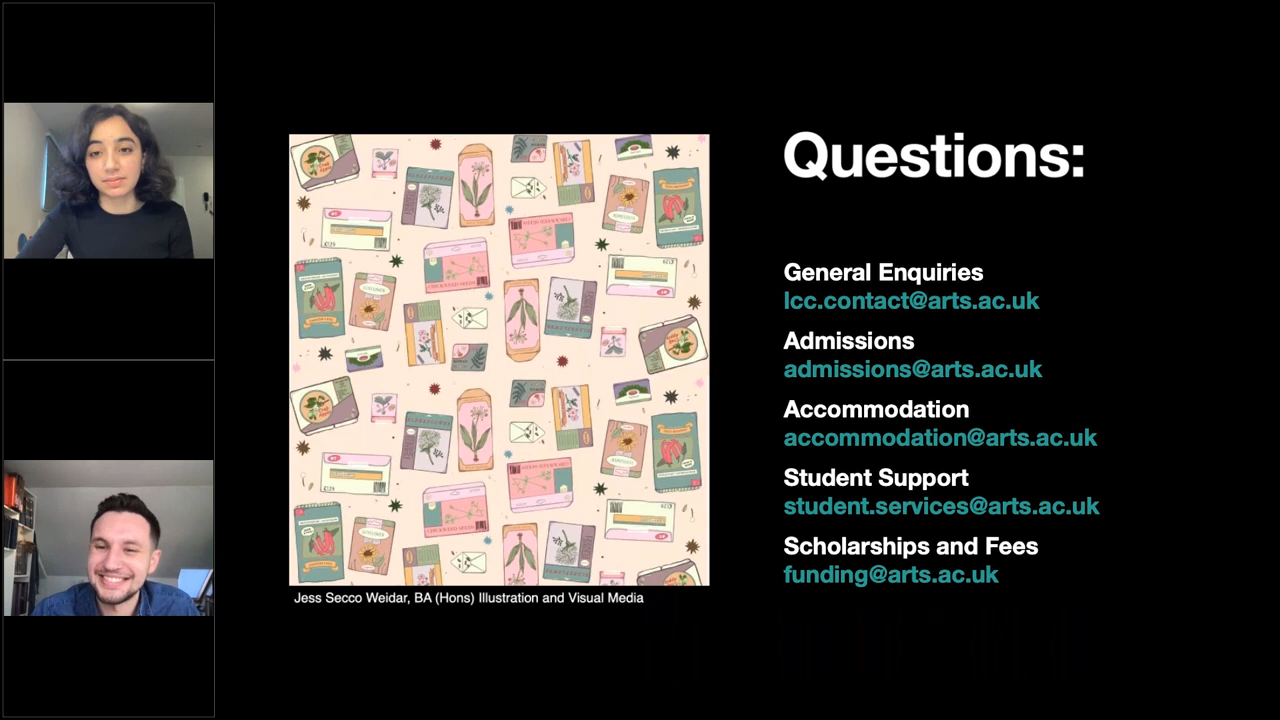 Questions:
General Enquiries
lcc.contact@arts.ac.uk
Admissions
admissions@arts.ac.uk
Accommodation
accommodation@arts.ac.uk
Student Support
student.services@arts.ac.uk
Scholarships and Fees
funding@arts.ac.uk
Jess Secco Weidar, BA (Hons) Illustration and Visual Media